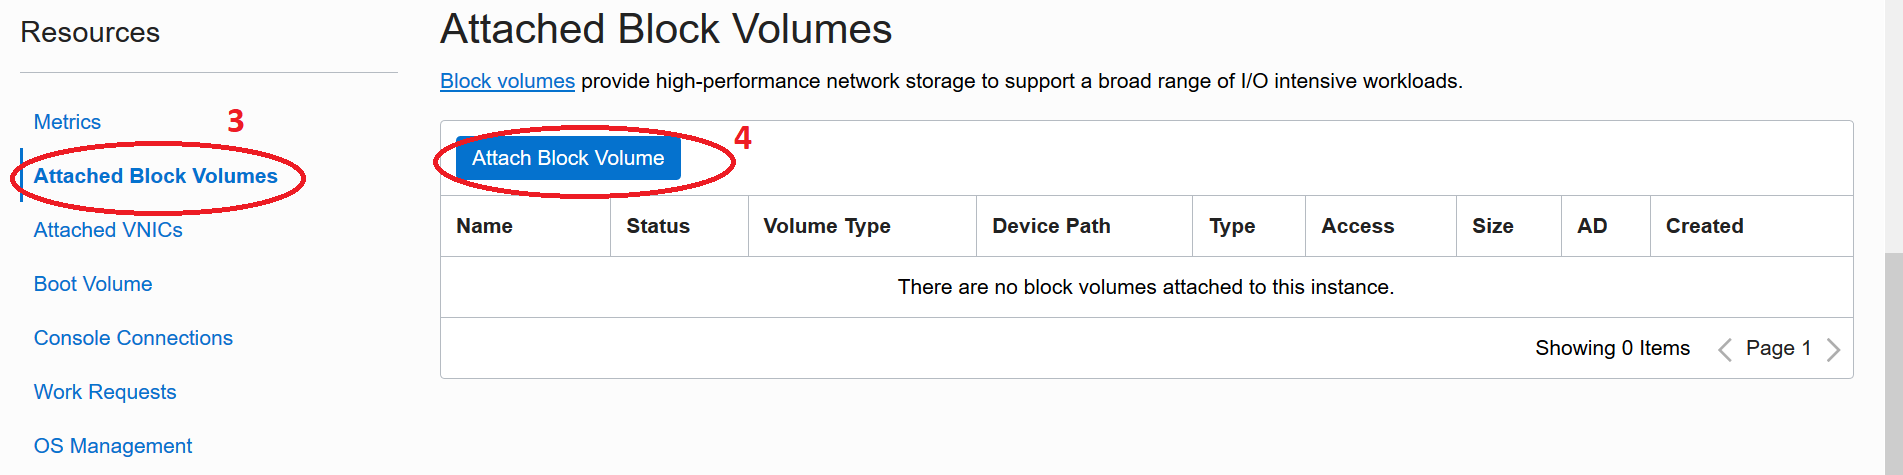 Resources
Metrics
3
Attached Block Volumes
Attached VNICs
Boot Volume
Console Connections
Work Requests
OS Management
Attached Block Volumes
Block volumes provide high-performance network storage to support a broad range of I/O intensive workloads.
Attach Block Volume
4
Name Status Volume Type Device Path Type Access Size AD Created
There are no block volumes attached to this instance.
Showing 0 Items Page 1